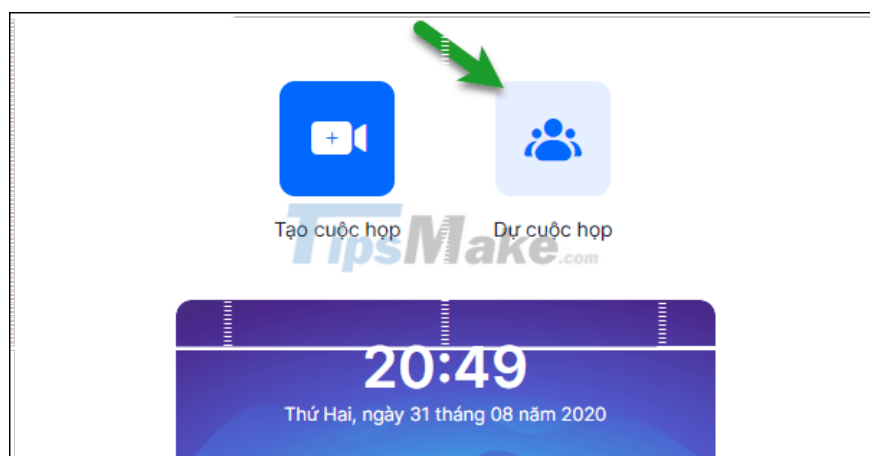 Tạo cuộc họp
Dự cuộc họp
TipsMake.com
20:49
Thứ Hai, ngày 31 tháng 08 năm 2020